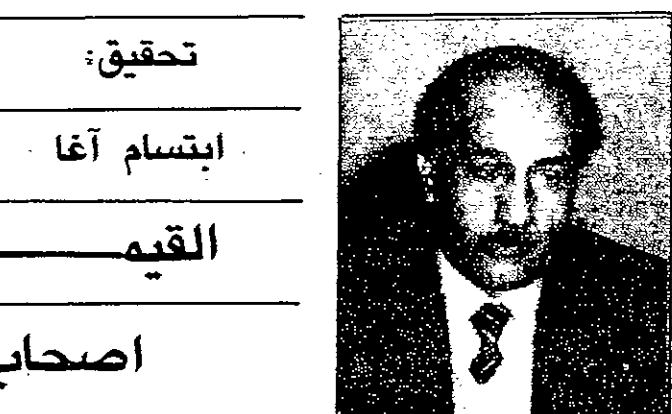 تحقيق:
ابتسام آغا
القيم
اصحاب